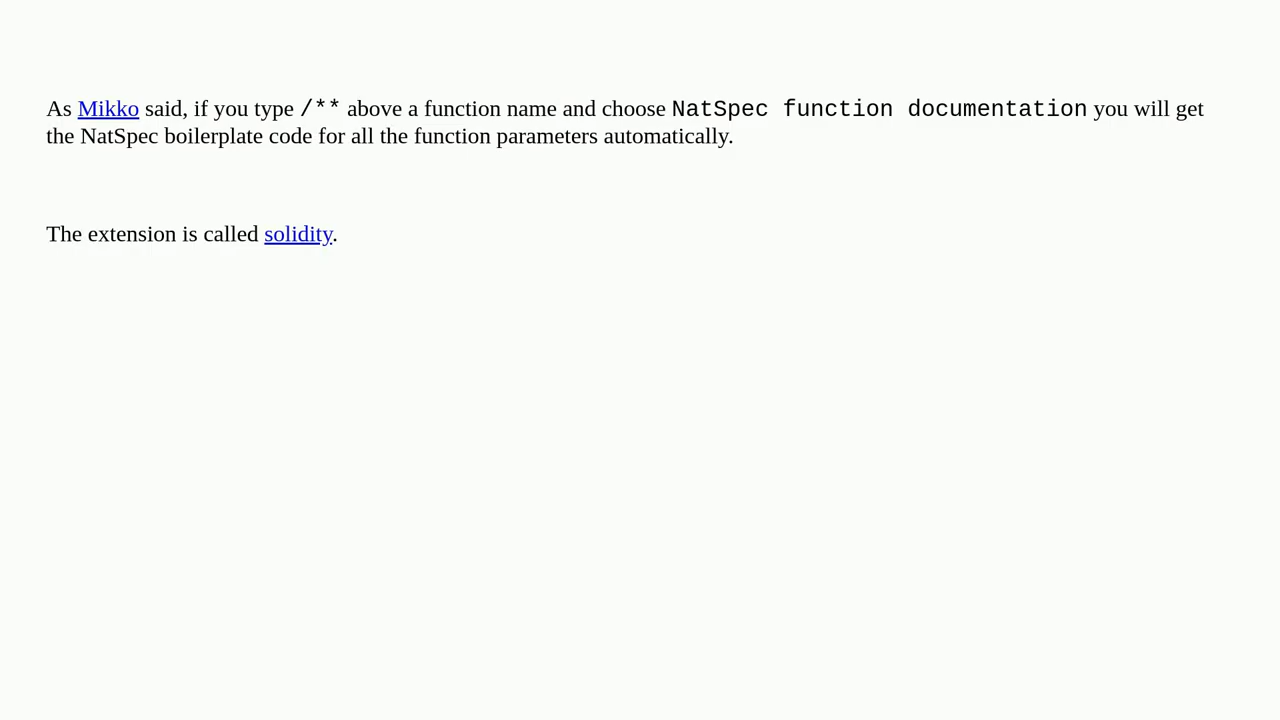 As Mikko said, if you type /** above a function name and choose NatSpec function documentation you will get
the NatSpec boilerplate code for all the function parameters automatically.
The extension is called solidity.